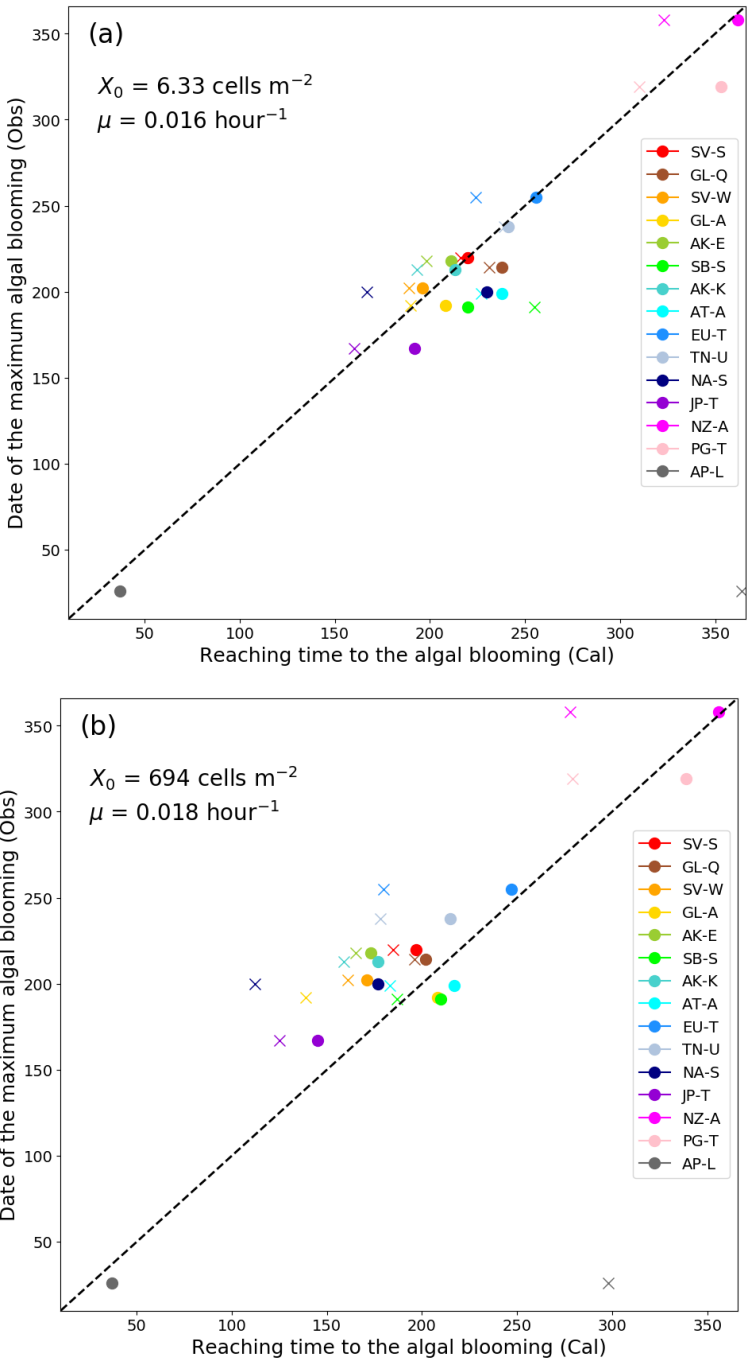 (a)
X₀ = 6.33 cells m⁻²
μ = 0.016 hour⁻¹
Date of the maximum algal blooming (Obs)
350
300
250
200
150
100
50
SV-S
GL-Q
SV-W
GL-A
AK-E
SB-S
AK-K
AT-A
EU-T
TN-U
NA-S
JP-T
NZ-A
PG-T
AP-L
50 100 150 200 250 300 350
Reaching time to the algal blooming (Cal)
(b)
X₀ = 694 cells m⁻²
μ = 0.018 hour⁻¹
Date of the maximum algal blooming (Obs)
350
300
250
200
150
100
50
SV-S
GL-Q
SV-W
GL-A
AK-E
SB-S
AK-K
AT-A
EU-T
TN-U
NA-S
JP-T
NZ-A
PG-T
AP-L
50 100 150 200 250 300 350
Reaching time to the algal blooming (Cal)